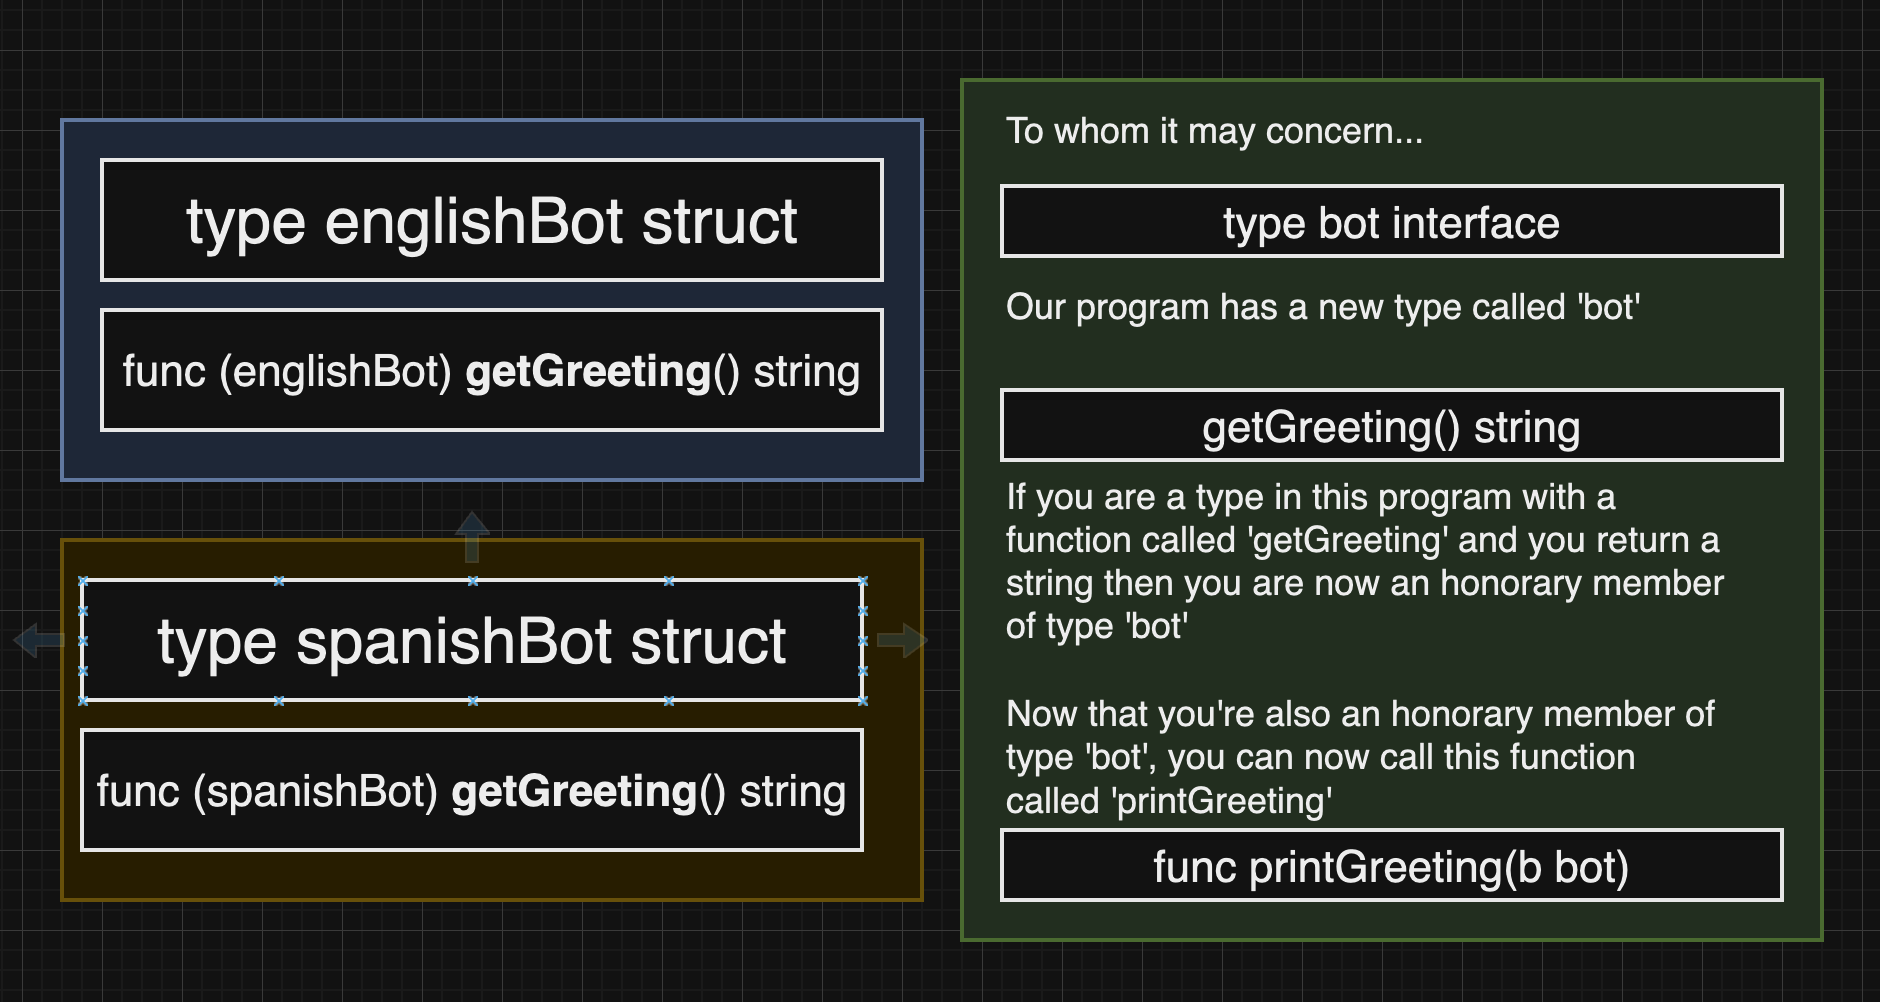 type englishBot struct
func (englishBot) getGreeting() string
type spanishBot struct
func (spanishBot) getGreeting() string
To whom it may concern...
type bot interface
Our program has a new type called 'bot'
getGreeting() string
If you are a type in this program with a
function called 'getGreeting' and you return a
string then you are now an honorary member
of type 'bot'
Now that you're also an honorary member of
type 'bot', you can now call this function
called 'printGreeting'
func printGreeting(b bot)